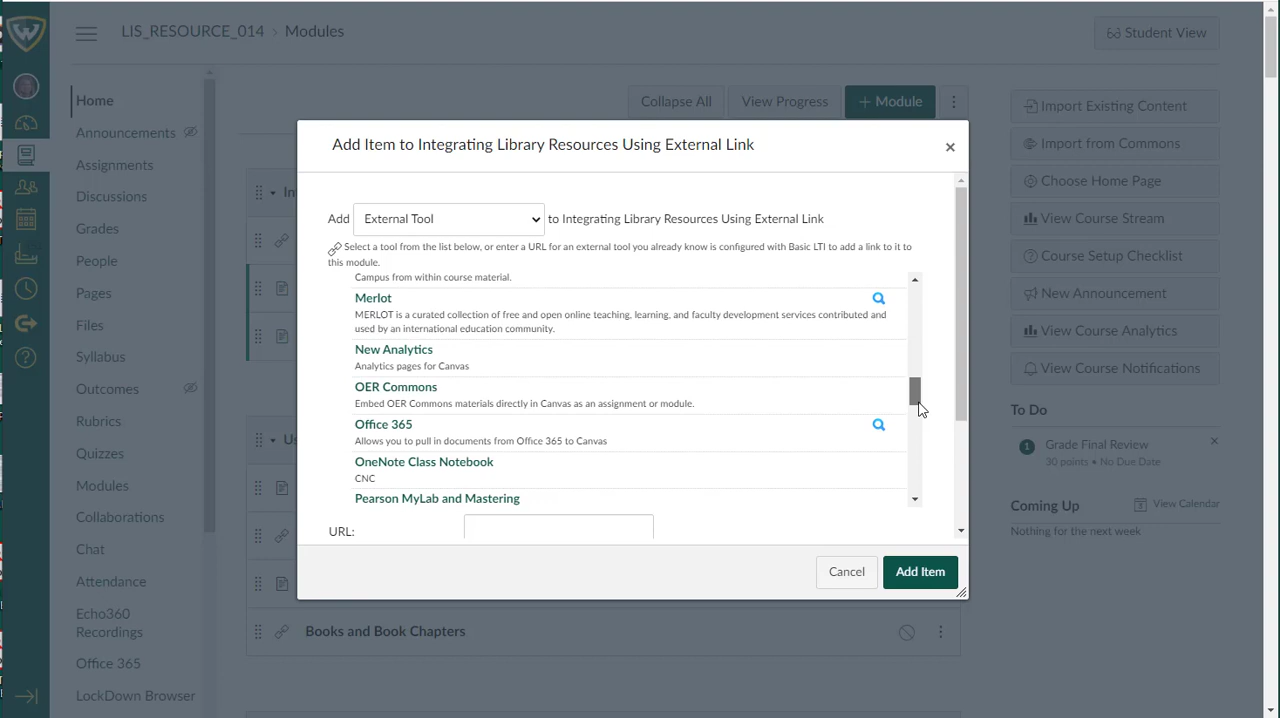 LIS_RESOURCE_014 > Modules
Student View
Home
Announcements
Assignments
Discussions
Grades
People
Pages
Files
Syllabus
Outcomes
Rubrics
Quizzes
Modules
Collaborations
Chat
Attendance
Echo360
Recordings
Office 365
LockDown Browser
Collapse All
View Progress
+ Module
Add Item to Integrating Library Resources Using External Link
×
Add External Tool to Integrating Library Resources Using External Link
Select a tool from the list below, or enter a URL for an external tool you already know is configured with Basic LTI to add a link to it to
this module.
Campus from within course material.
Merlot
MERLOT is a curated collection of free and open online teaching, learning, and faculty development services contributed and
used by an international education community.
New Analytics
Analytics pages for Canvas
OER Commons
Embed OER Commons materials directly in Canvas as an assignment or module.
Office 365
Allows you to pull in documents from Office 365 to Canvas
OneNote Class Notebook
CNC
Pearson MyLab and Mastering
URL:
Cancel
Add Item
In
Us
Books and Book Chapters
Import Existing Content
Import from Commons
Choose Home Page
View Course Stream
Course Setup Checklist
New Announcement
View Course Analytics
View Course Notifications
To Do
1 Grade Final Review
30 points • No Due Date
Coming Up
View Calendar
Nothing for the next week